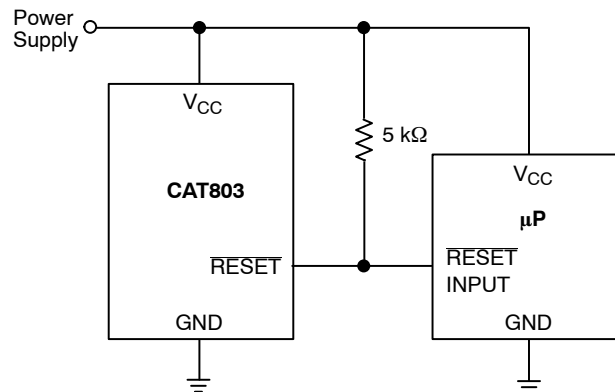 Power
Supply
VCC
5 kΩ
CAT803
VCC
μP
RESET
RESET
INPUT
GND
GND